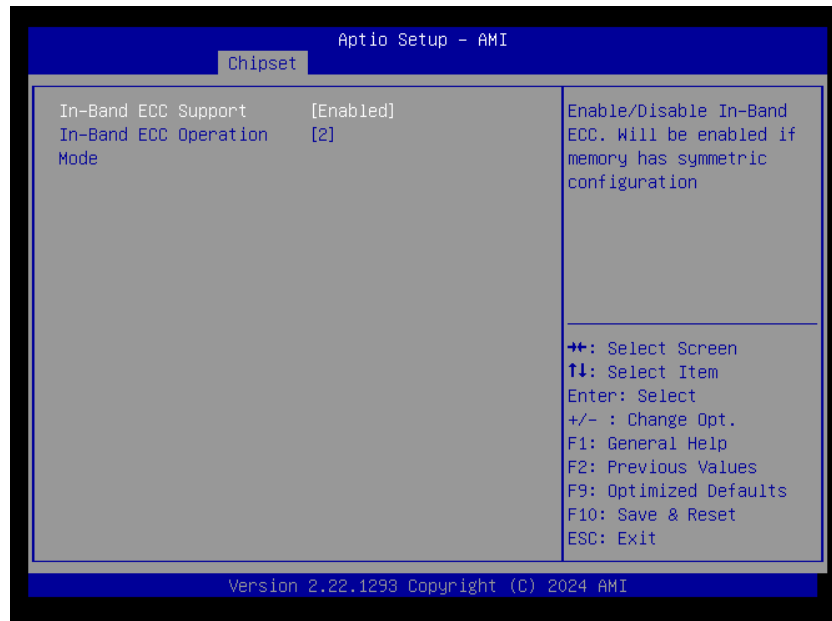 Aptio Setup – AMI
Chipset
In-Band ECC Support [Enabled]
In-Band ECC Operation [2]
Mode
Enable/Disable In-Band
ECC. Will be enabled if
memory has symmetric
configuration
→←: Select Screen
↑↓: Select Item
Enter: Select
+/- : Change Opt.
F1: General Help
F2: Previous Values
F9: Optimized Defaults
F10: Save & Reset
ESC: Exit
Version 2.22.1293 Copyright (C) 2024 AMI